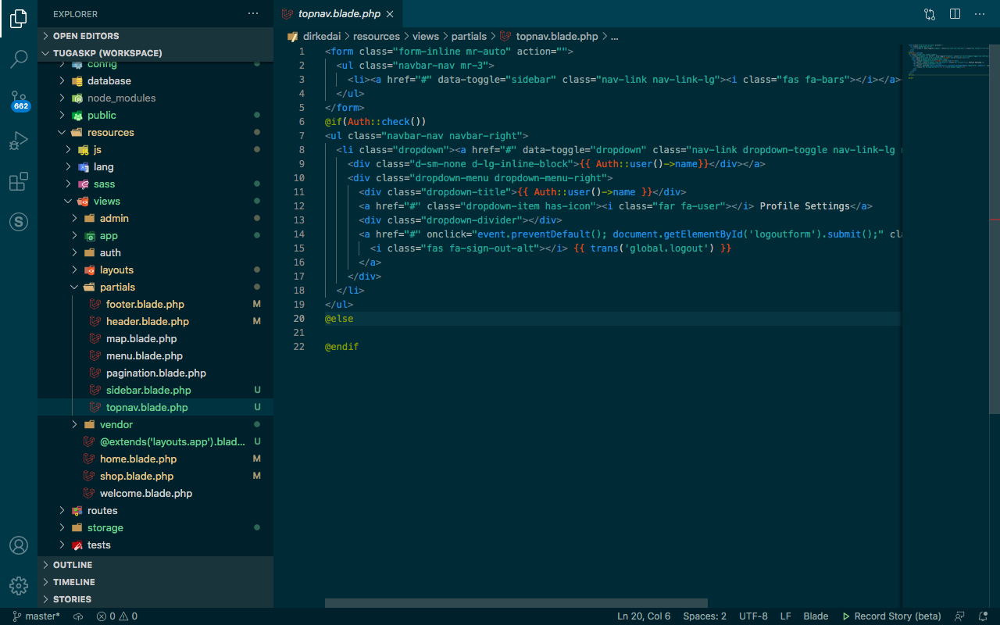 EXPLORER
OPEN EDITORS
TUGASKP (WORKSPACE)
config
database
node_modules
public
resources
js
lang
sass
views
admin
app
auth
layouts
partials
footer.blade.php M
header.blade.php M
map.blade.php
menu.blade.php
pagination.blade.php
sidebar.blade.php U
topnav.blade.php U
vendor
@extends('layouts.app').blad... U
home.blade.php M
shop.blade.php M
welcome.blade.php
routes
storage
tests
OUTLINE
TIMELINE
STORIES
662
topnav.blade.php
dirkedai > resources > views > partials > topnav.blade.php > ...
1 <form class="form-inline mr-auto" action="">
2 <ul class="navbar-nav mr-3">
3 <li><a href="#" data-toggle="sidebar" class="nav-link nav-link-lg"><i class="fas fa-bars"></i></a>
4 </ul>
5 </form>
6 @if(Auth::check())
7 <ul class="navbar-nav navbar-right">
8 <li class="dropdown"><a href="#" data-toggle="dropdown" class="nav-link dropdown-toggle nav-link-lg
9 <div class="d-sm-none d-lg-inline-block">{{ Auth::user()->name}}</div></a>
10 <div class="dropdown-menu dropdown-menu-right">
11 <div class="dropdown-title">{{ Auth::user()->name }}</div>
12 <a href="#" class="dropdown-item has-icon"><i class="far fa-user"></i> Profile Settings</a>
13 <div class="dropdown-divider"></div>
14 <a href="#" onclick="event.preventDefault(); document.getElementById('logoutform').submit();" cl
15 <i class="fas fa-sign-out-alt"></i> {{ trans('global.logout') }}
16 </a>
17 </div>
18 </li>
19 </ul>
20 @else
21
22 @endif
master* 0 0 Ln 20, Col 6 Spaces: 2 UTF-8 LF Blade Record Story (beta)